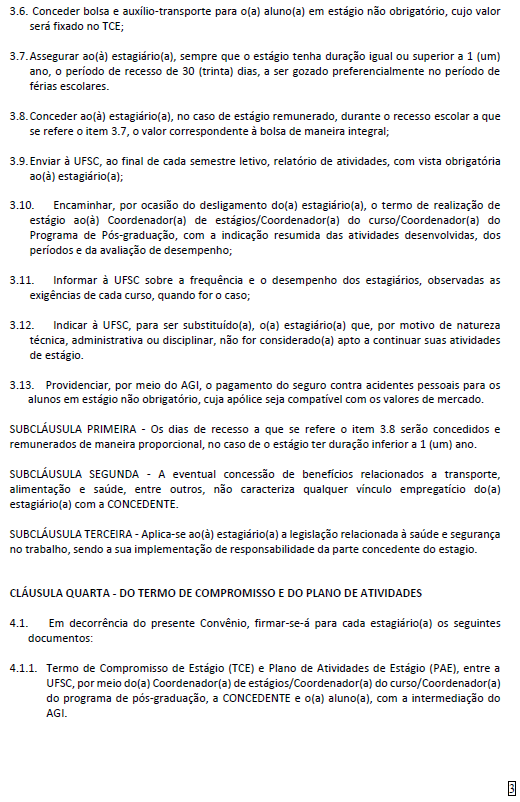 3.6. Conceder bolsa e auxílio-transporte para o(a) aluno(a) em estágio não obrigatório, cujo valor
será fixado no TCE;
3.7. Assegurar ao(à) estagiário(a), sempre que o estágio tenha duração igual ou superior a 1 (um)
ano, o período de recesso de 30 (trinta) dias, a ser gozado preferencialmente no período de
férias escolares.
3.8. Conceder ao(à) estagiário(a), no caso de estágio remunerado, durante o recesso escolar a que
se refere o item 3.7, o valor correspondente à bolsa de maneira integral;
3.9. Enviar à UFSC, ao final de cada semestre letivo, relatório de atividades, com vista obrigatória
ao(à) estagiário(a);
3.10. Encaminhar, por ocasião do desligamento do(a) estagiário(a), o termo de realização de
estágio ao(à) Coordenador(a) de estágios/Coordenador(a) do curso/Coordenador(a) do
Programa de Pós-graduação, com a indicação resumida das atividades desenvolvidas, dos
períodos e da avaliação de desempenho;
3.11. Informar à UFSC sobre a frequência e o desempenho dos estagiários, observadas as
exigências de cada curso, quando for o caso;
3.12. Indicar à UFSC, para ser substituído(a), o(a) estagiário(a) que, por motivo de natureza
técnica, administrativa ou disciplinar, não for considerado(a) apto a continuar suas atividades
de estágio.
3.13. Providenciar, por meio do AGI, o pagamento do seguro contra acidentes pessoais para os
alunos em estágio não obrigatório, cuja apólice seja compatível com os valores de mercado.
SUBCLÁUSULA PRIMEIRA - Os dias de recesso a que se refere o item 3.8 serão concedidos e
remunerados de maneira proporcional, no caso de o estágio ter duração inferior a 1 (um) ano.
SUBCLÁUSULA SEGUNDA - A eventual concessão de benefícios relacionados a transporte,
alimentação e saúde, entre outros, não caracteriza qualquer vínculo empregatício do(a)
estagiário(a) com a CONCEDENTE.
SUBCLÁUSULA TERCEIRA - Aplica-se ao(à) estagiário(a) a legislação relacionada à saúde e segurança
no trabalho, sendo a sua implementação de responsabilidade da parte concedente do estagio.
CLÁUSULA QUARTA - DO TERMO DE COMPROMISSO E DO PLANO DE ATIVIDADES
4.1. Em decorrência do presente Convênio, firmar-se-á para cada estagiário(a) os seguintes
documentos:
4.1.1. Termo de Compromisso de Estágio (TCE) e Plano de Atividades de Estágio (PAE), entre a
UFSC, por meio do(a) Coordenador(a) de estágios/Coordenador(a) do curso/Coordenador(a)
do programa de pós-graduação, a CONCEDENTE e o(a) aluno(a), com a intermediação do
AGI.
3